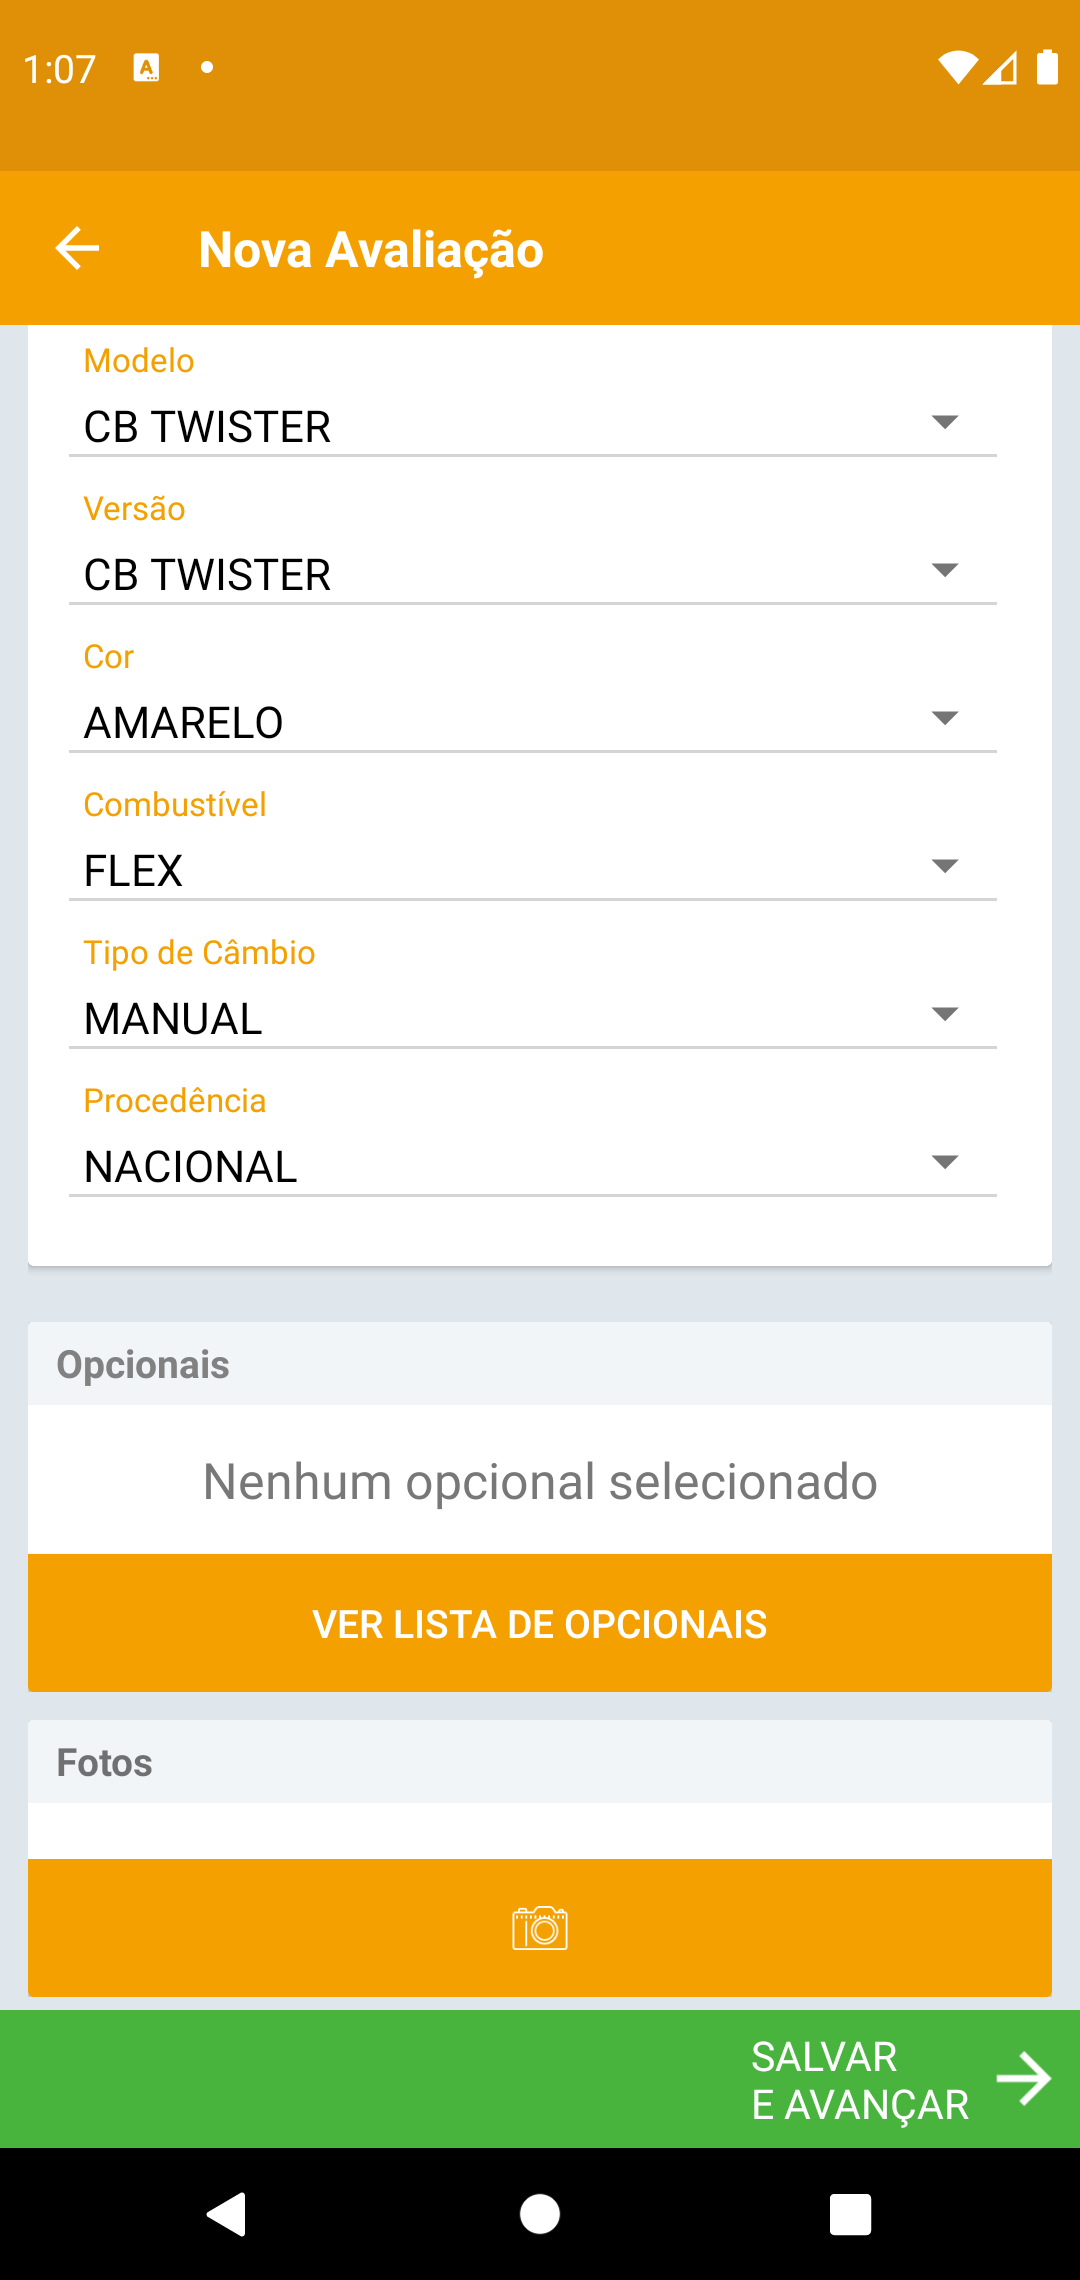 1:07
Nova Avaliação
Modelo
CB TWISTER
Versão
CB TWISTER
Cor
AMARELO
Combustível
FLEX
Tipo de Câmbio
MANUAL
Procedência
NACIONAL
Opcionais
Nenhum opcional selecionado
VER LISTA DE OPCIONAIS
Fotos
SALVAR
E AVANÇAR